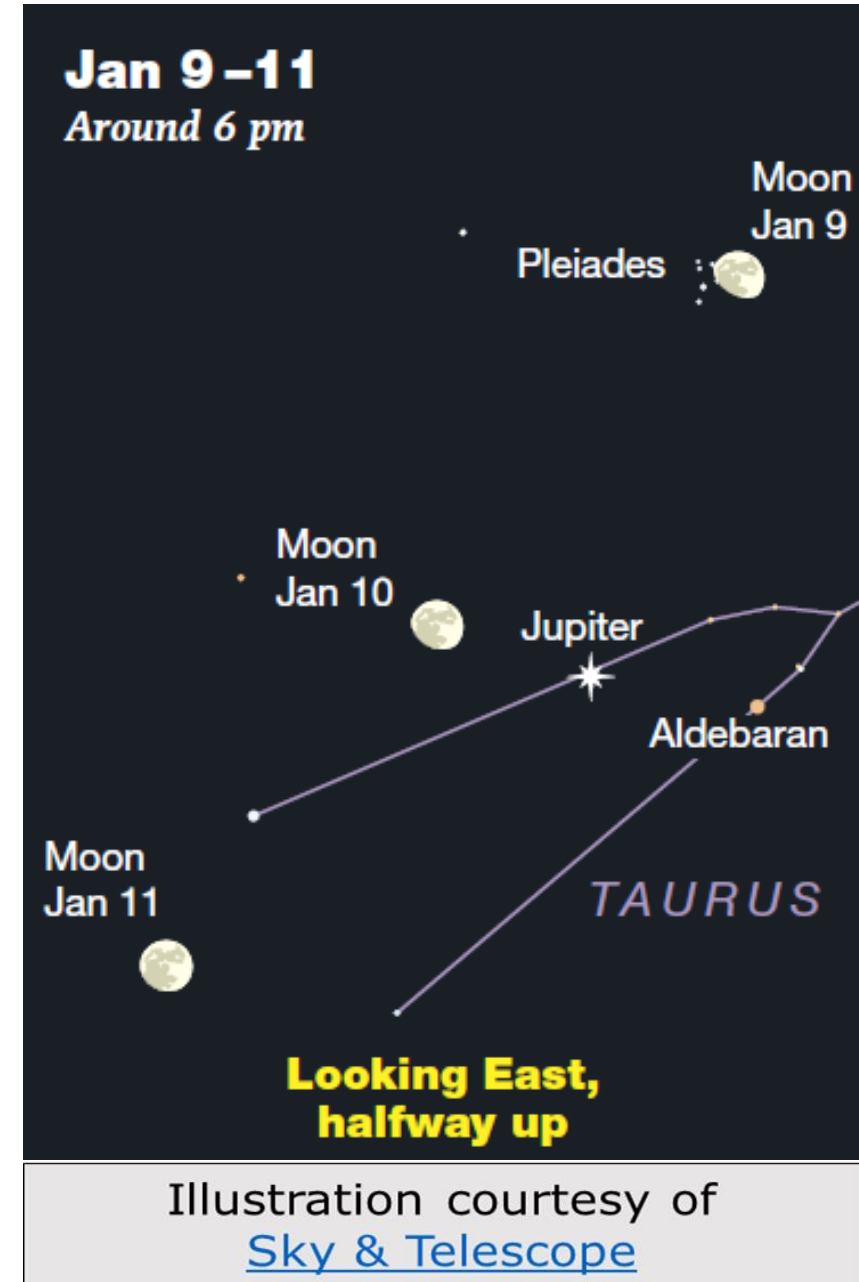 Jan 9–11
Around 6 pm
Moon
Jan 9
Pleiades
Moon
Jan 10
Jupiter
Aldebaran
Moon
Jan 11
TAURUS
Looking East,
halfway up
Illustration courtesy of
Sky & Telescope